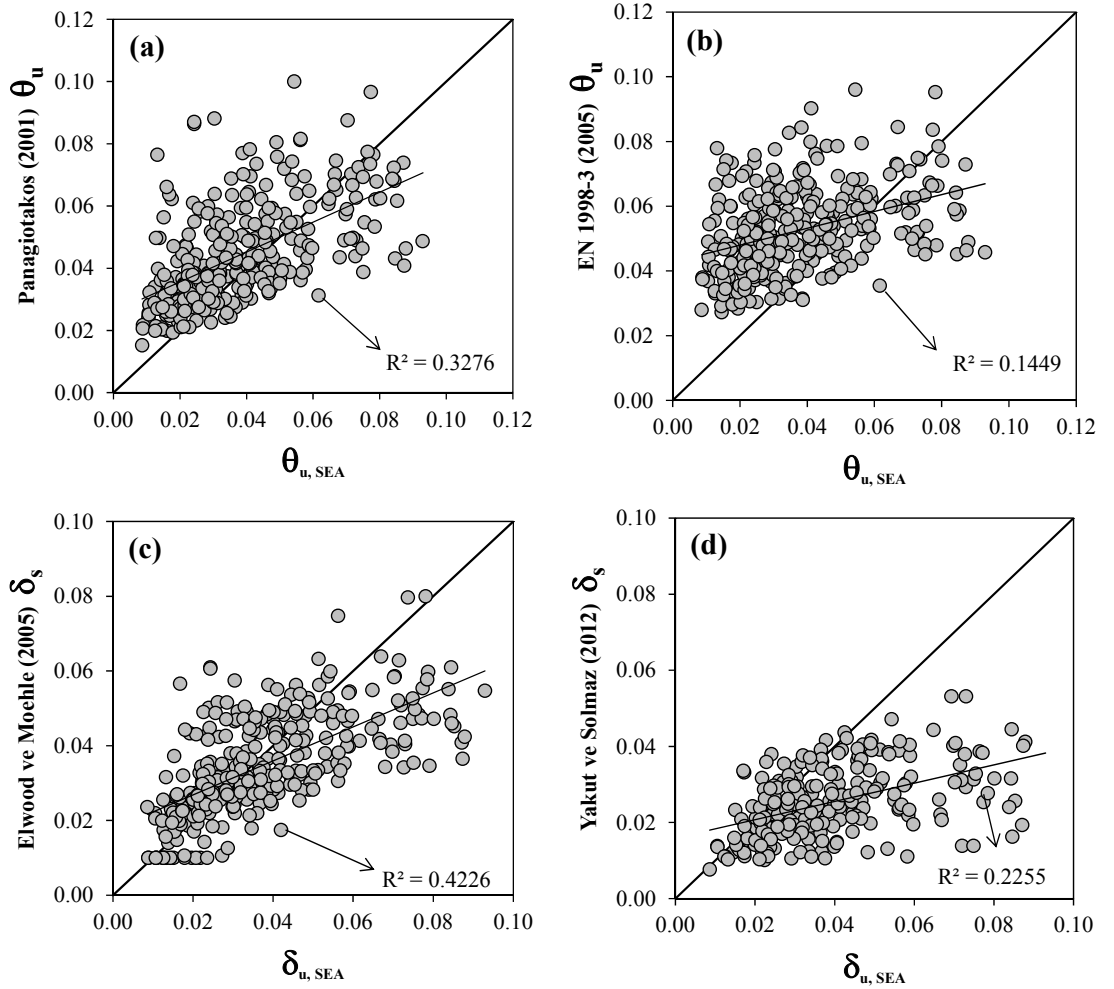 (a)
Panagiotakos (2001) θu
0.12
0.10
0.08
0.06
0.04
0.02
0.00
0.00 0.02 0.04 0.06 0.08 0.10 0.12
R² = 0.3276
θu, SEA
(b)
EN 1998-3 (2005) θu
0.12
0.10
0.08
0.06
0.04
0.02
0.00
0.00 0.02 0.04 0.06 0.08 0.10 0.12
R² = 0.1449
θu, SEA
(c)
Elwood ve Moehle (2005) δs
0.10
0.08
0.06
0.04
0.02
0.00
0.00 0.02 0.04 0.06 0.08 0.10
R² = 0.4226
δu, SEA
(d)
Yakut ve Solmaz (2012) δs
0.10
0.08
0.06
0.04
0.02
0.00
0.00 0.02 0.04 0.06 0.08 0.10
R² = 0.2255
δu, SEA